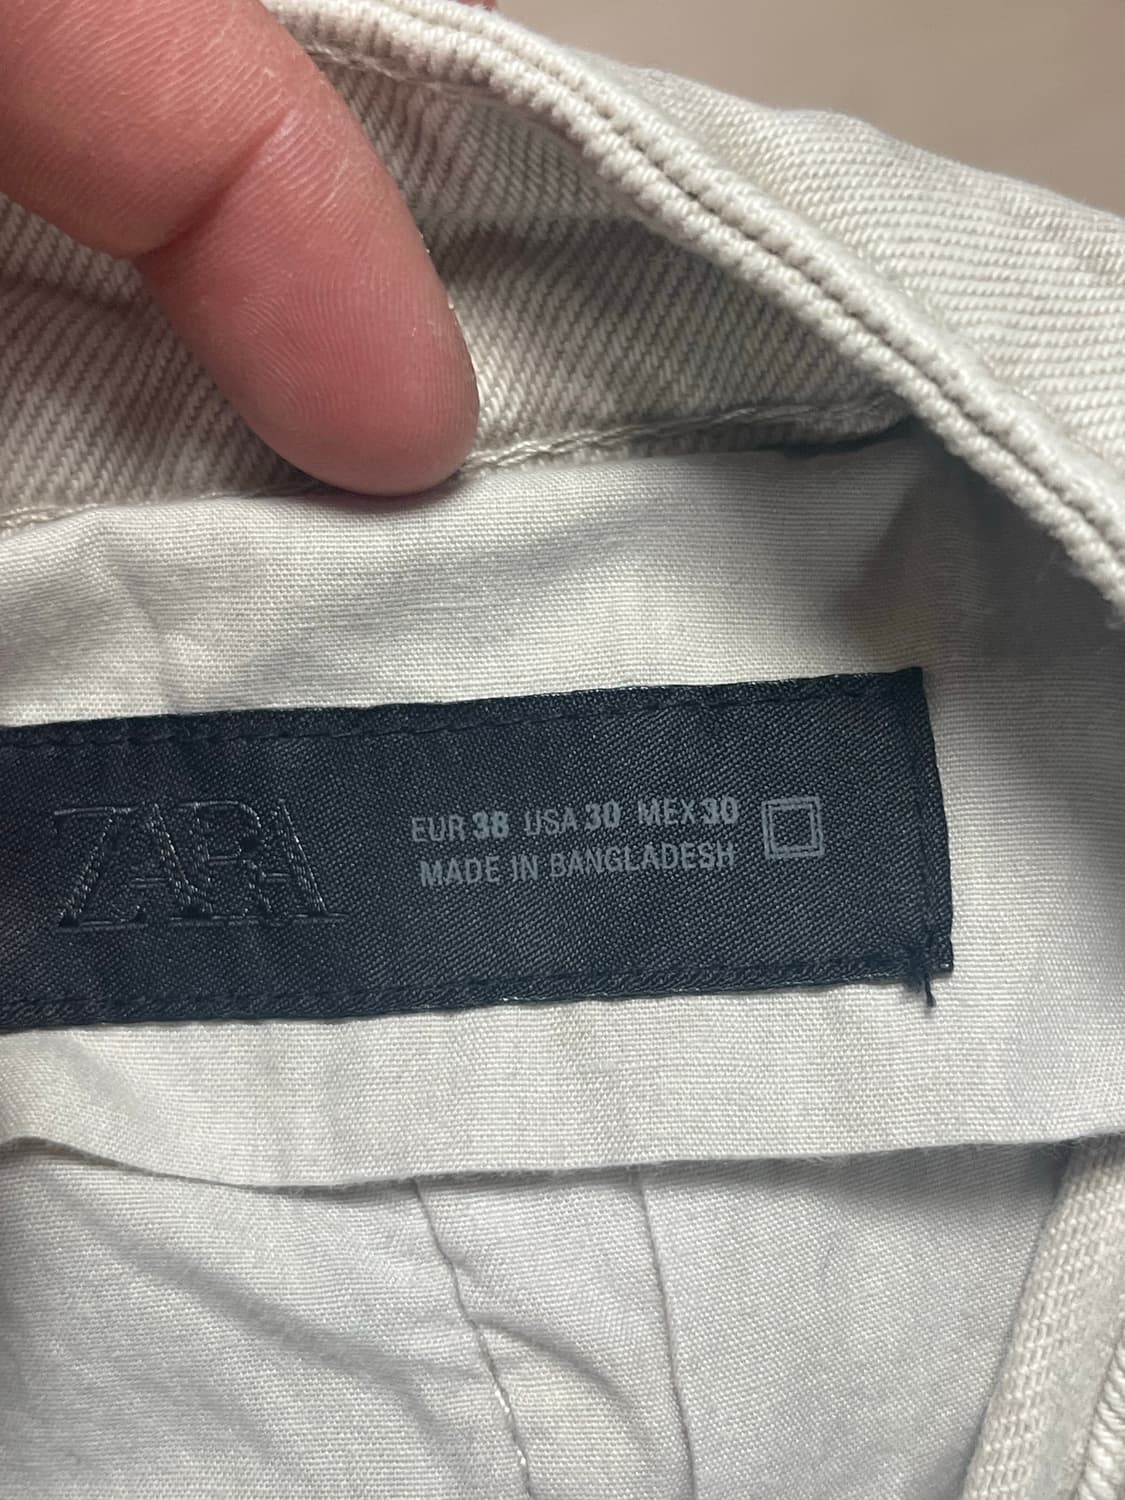 ZARA
EUR 38 USA 30 MEX 30
MADE IN BANGLADESH